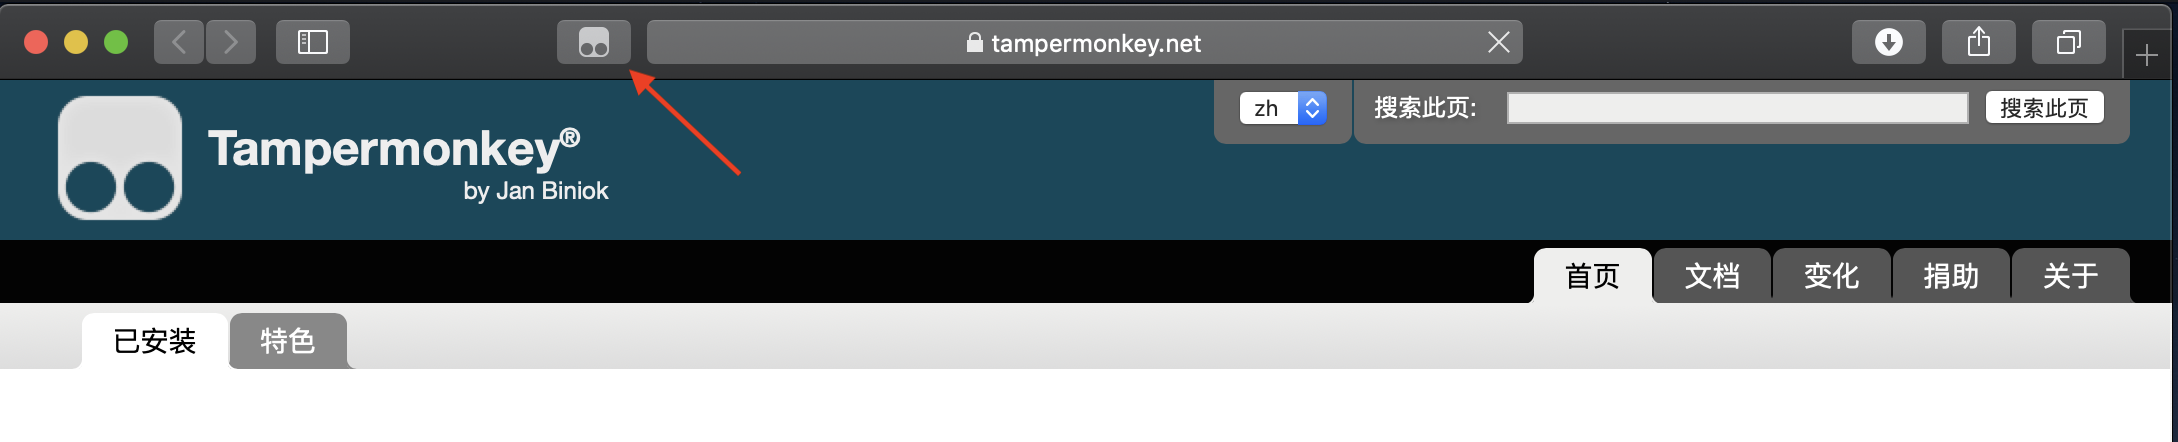 tampermonkey.net
zh
搜索此页:
搜索此页
Tampermonkey®
by Jan Biniok
首页
文档
变化
捐助
关于
已安装
特色